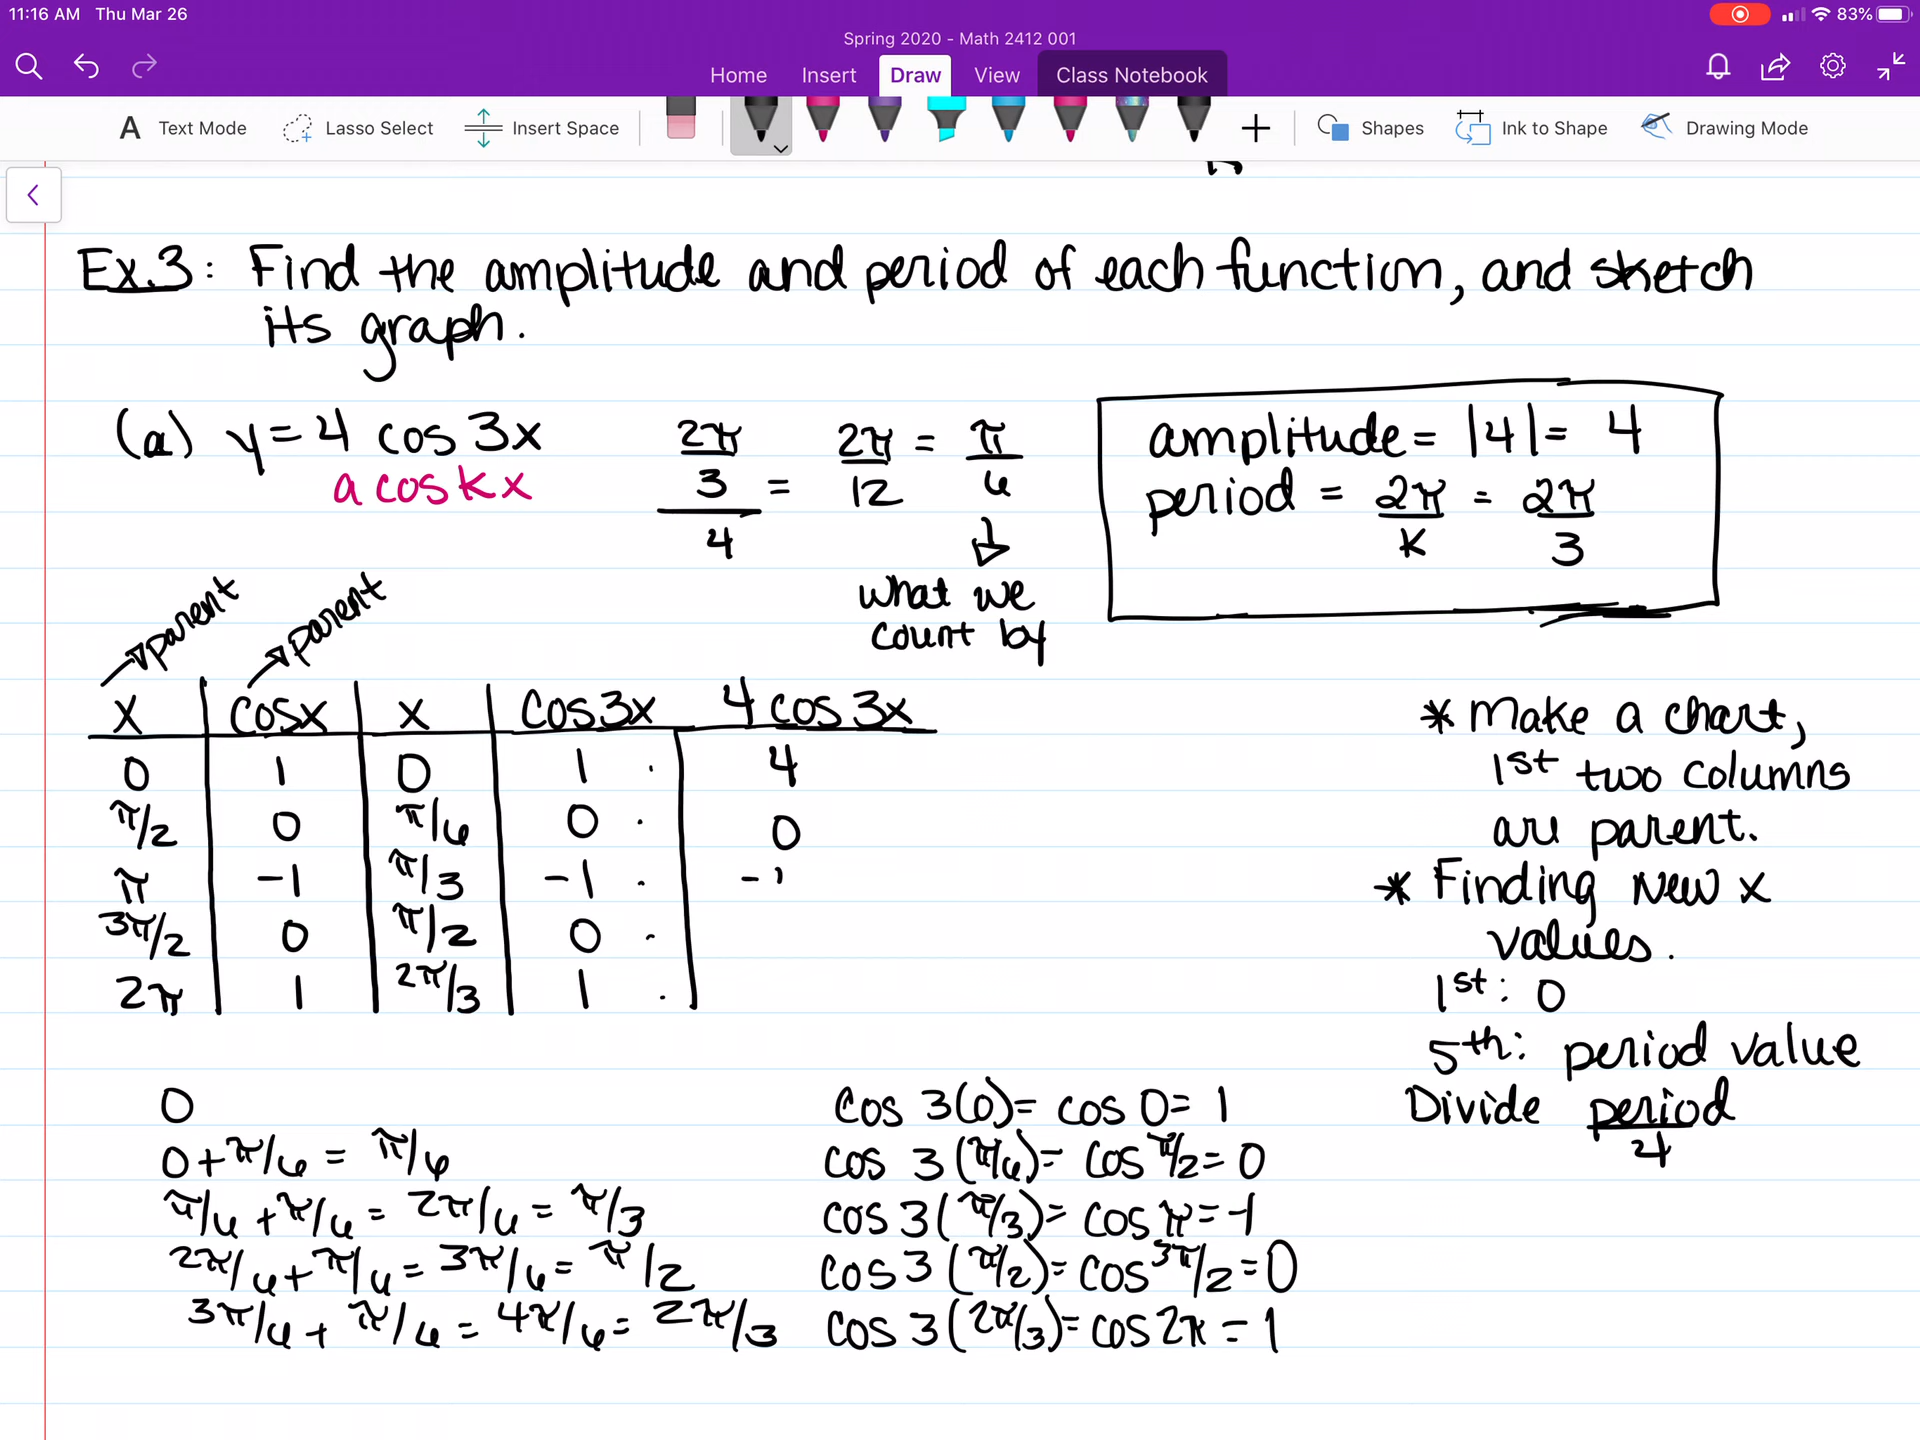 11:16 AM Thu Mar 26
83%
Spring 2020 - Math 2412 001
Home Insert Draw View Class Notebook
A Text Mode Lasso Select Insert Space Shapes Ink to Shape Drawing Mode
Ex.3: Find the amplitude and period of each function, and sketch
its graph.
(a) y = 4 cos 3x
a cos kx
2π/3 / 4 = 2π/12 = π/6
what we
count by
amplitude = |4| = 4
period = 2π/K = 2π/3
parent parent
x cosx x cos3x 4 cos 3x
0 1 0 1 . 4
π/2 0 π/6 0 . 0
π -1 π/3 -1 . -
3π/2 0 π/2 0 .
2π 1 2π/3 1 .
* Make a chart,
1st two columns
are parent.
* Finding new x
values.
1st: 0
5th: period value
Divide period/4
0
0 + π/6 = π/6
π/6 + π/6 = 2π/6 = π/3
2π/6 + π/6 = 3π/6 = π/2
3π/6 + π/6 = 4π/6 = 2π/3
cos 3(0) = cos 0 = 1
cos 3(π/6) = cos π/2 = 0
cos 3(π/3) = cos π = -1
cos 3(π/2) = cos 3π/2 = 0
cos 3(2π/3) = cos 2π = 1